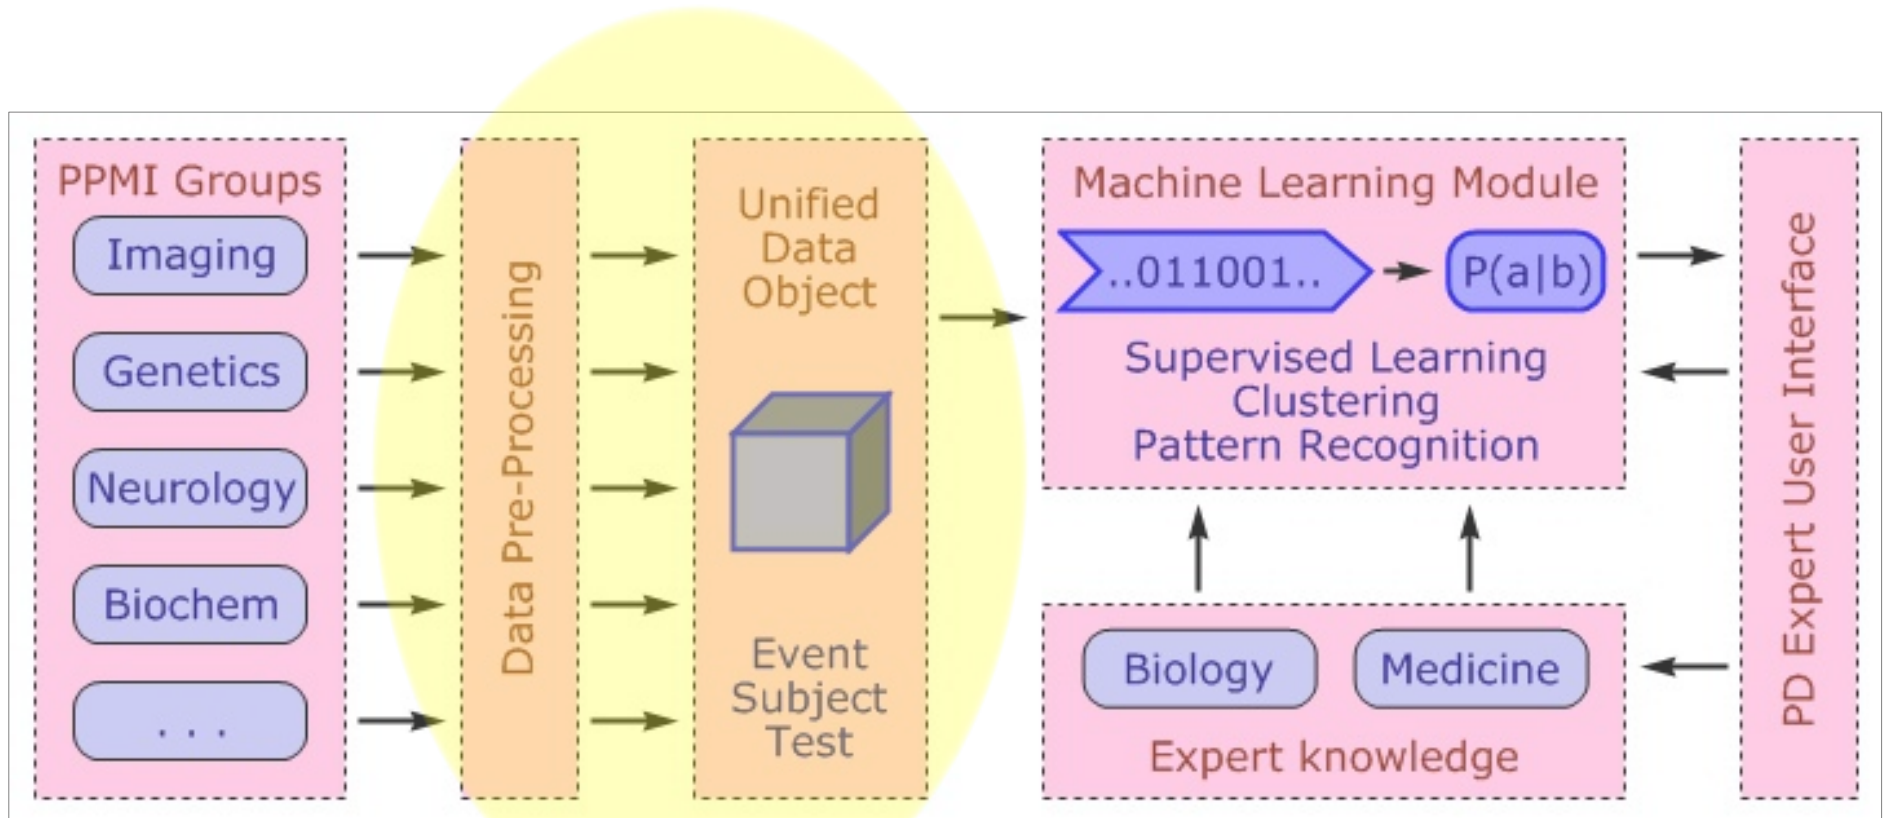 PPMI Groups
Imaging
Genetics
Neurology
Biochem
. . .
Data Pre-Processing
Unified
Data
Object
Event
Subject
Test
Machine Learning Module
..011001..
P(a|b)
Supervised Learning
Clustering
Pattern Recognition
Biology
Medicine
Expert knowledge
PD Expert User Interface